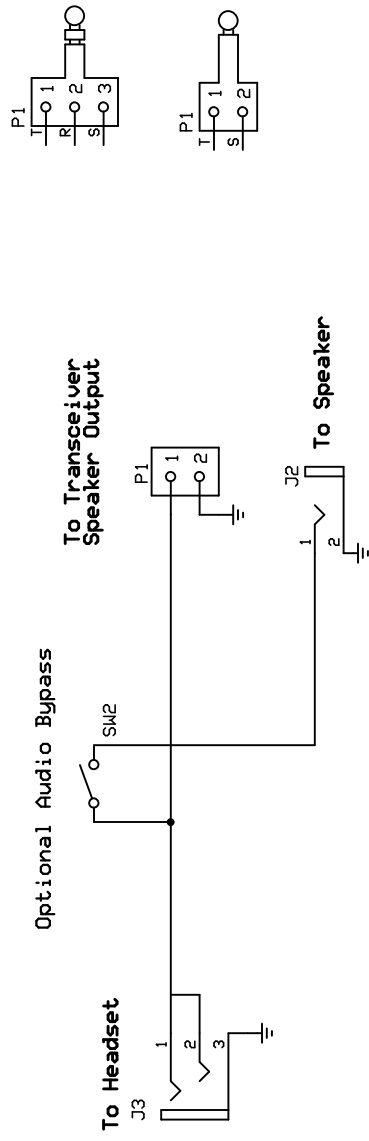 To Headset
J3
1
2
3
Optional Audio Bypass
SW2
To Transceiver
Speaker Output
P1
1
2
To Speaker
J2
1
2
P1
T
R
S
1
2
3
P1
T
S
1
2